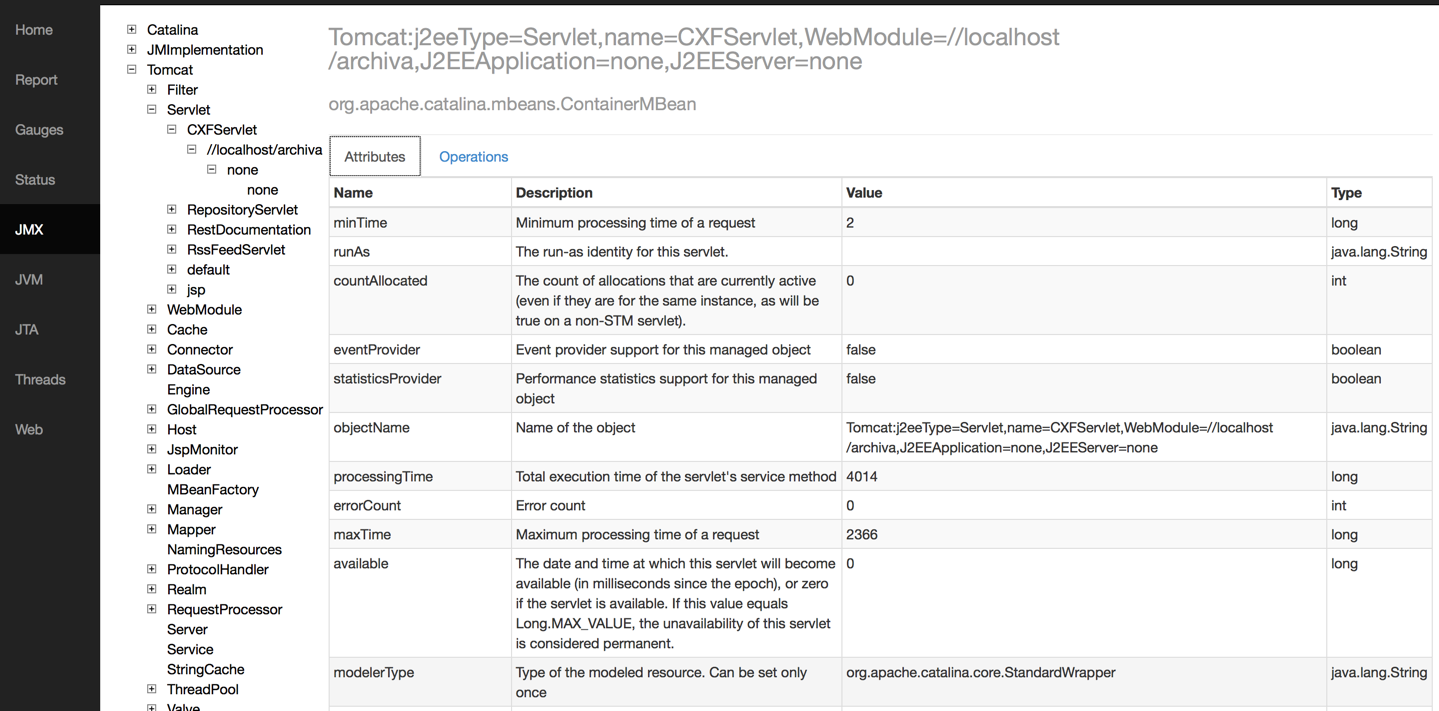 Home
Report
Gauges
Status
JMX
JVM
JTA
Threads
Web
Catalina
JMImplementation
Tomcat
Filter
Servlet
CXFServlet
//localhost/archiva
none
none
RepositoryServlet
RestDocumentation
RssFeedServlet
default
jsp
WebModule
Cache
Connector
DataSource
Engine
GlobalRequestProcessor
Host
JspMonitor
Loader
MBeanFactory
Manager
Mapper
NamingResources
ProtocolHandler
Realm
RequestProcessor
Server
Service
StringCache
ThreadPool
Valve
Tomcat:j2eeType=Servlet,name=CXFServlet,WebModule=//localhost
/archiva,J2EEApplication=none,J2EEServer=none
org.apache.catalina.mbeans.ContainerMBean
Attributes Operations
Name Description Value Type
minTime Minimum processing time of a request 2 long
runAs The run-as identity for this servlet. java.lang.String
countAllocated The count of allocations that are currently active 0 int
(even if they are for the same instance, as will be
true on a non-STM servlet).
eventProvider Event provider support for this managed object false boolean
statisticsProvider Performance statistics support for this managed false boolean
object
objectName Name of the object Tomcat:j2eeType=Servlet,name=CXFServlet,WebModule=//localhost java.lang.String
/archiva,J2EEApplication=none,J2EEServer=none
processingTime Total execution time of the servlet's service method 4014 long
errorCount Error count 0 int
maxTime Maximum processing time of a request 2366 long
available The date and time at which this servlet will become 0 long
available (in milliseconds since the epoch), or zero
if the servlet is available. If this value equals
Long.MAX_VALUE, the unavailability of this servlet
is considered permanent.
modelerType Type of the modeled resource. Can be set only org.apache.catalina.core.StandardWrapper java.lang.String
once